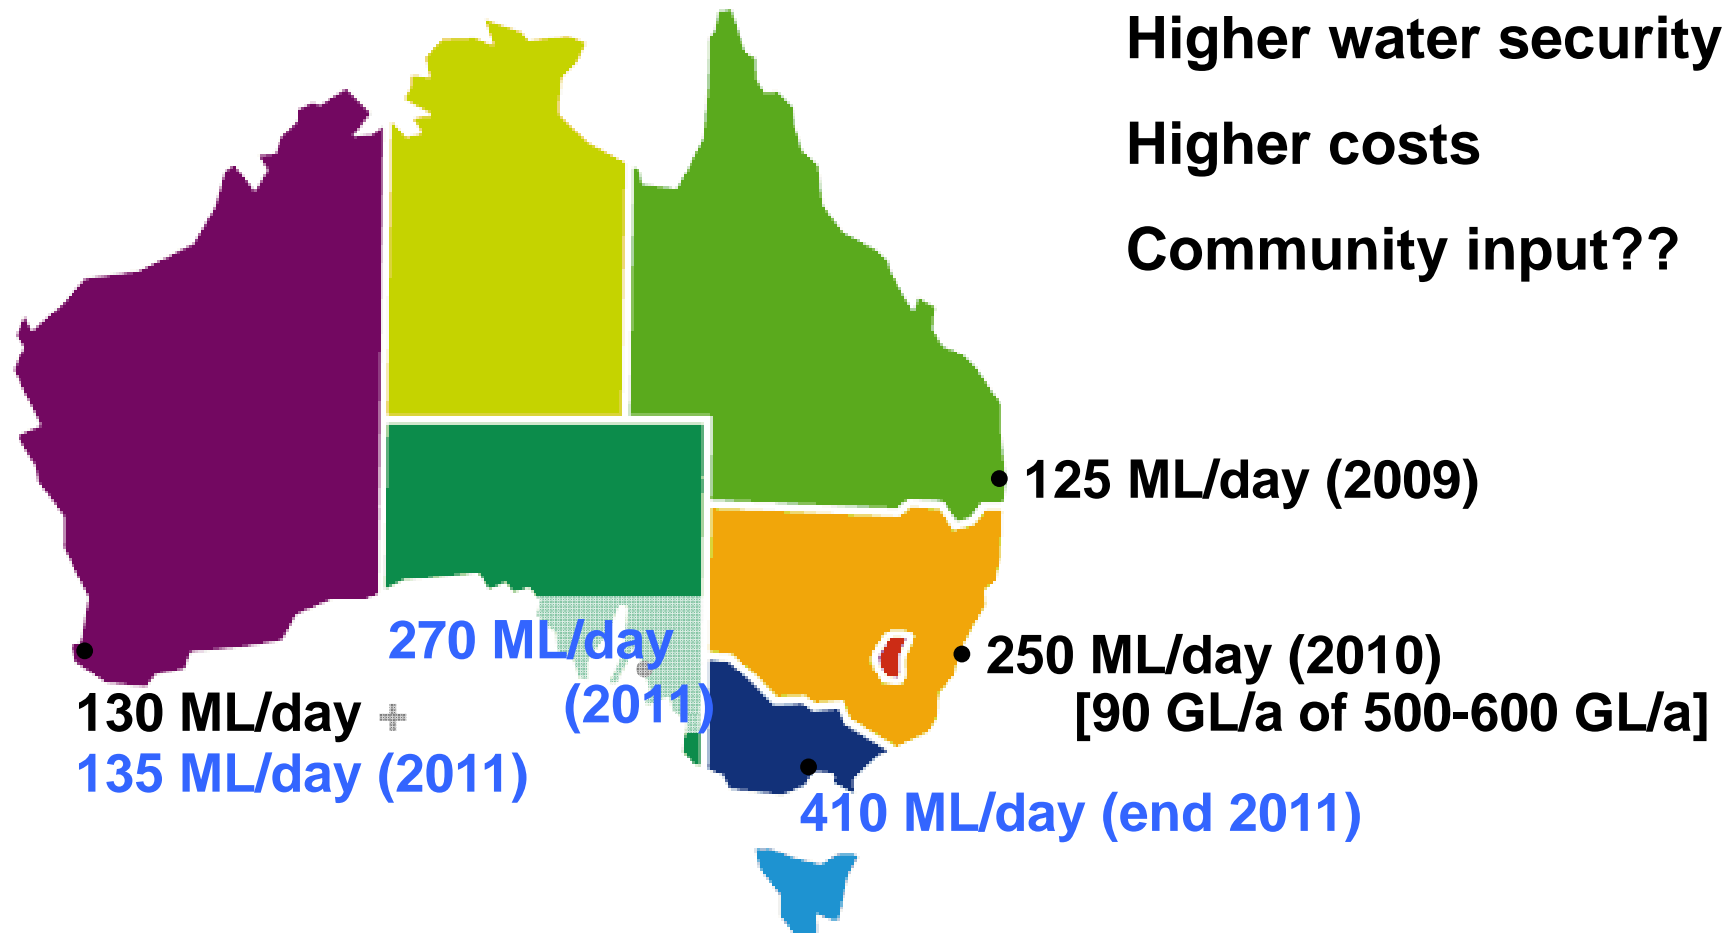 Higher water security
Higher costs
Community input??
125 ML/day (2009)
270 ML/day
(2011)
250 ML/day (2010)
[90 GL/a of 500-600 GL/a]
130 ML/day +
135 ML/day (2011)
410 ML/day (end 2011)